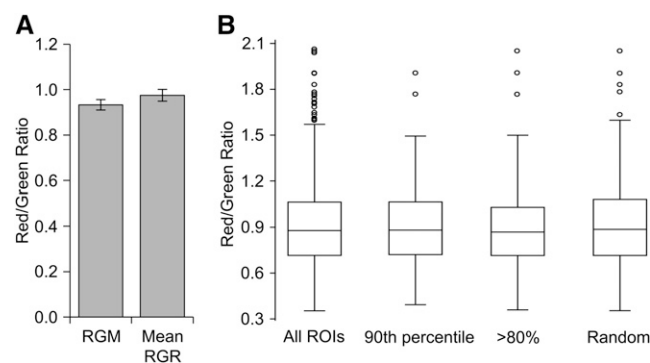 A
Red/Green Ratio
1.2
1.0
0.8
0.6
0.4
0.2
0.0
RGM
Mean
RGR
B
Red/Green Ratio
2.1
1.8
1.5
1.2
0.9
0.6
0.3
All ROIs
90th percentile
>80%
Random